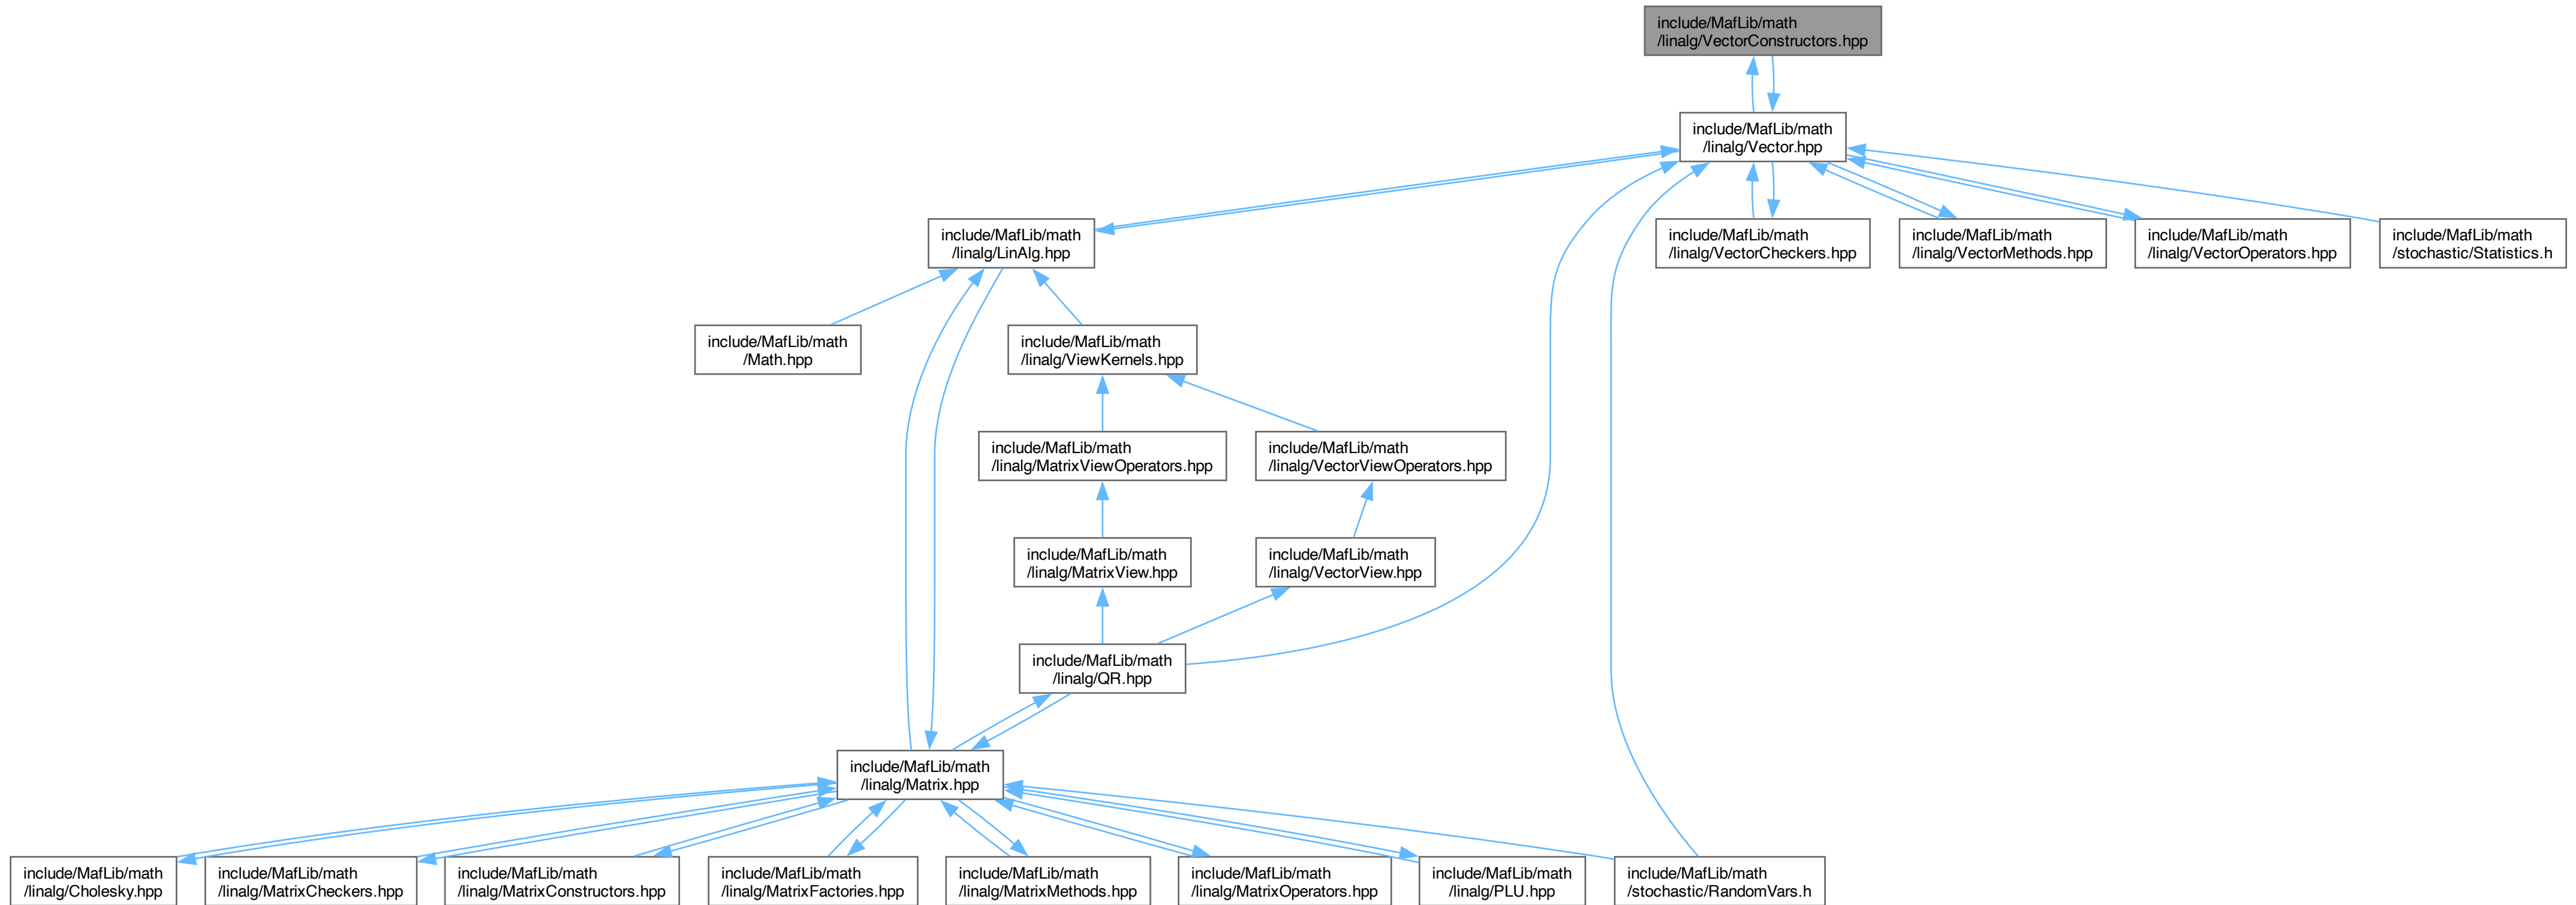 include/MafLib/math
/linalg/VectorConstructors.hpp
include/MafLib/math
/linalg/Vector.hpp
include/MafLib/math
/linalg/LinAlg.hpp
include/MafLib/math
/linalg/VectorCheckers.hpp
include/MafLib/math
/linalg/VectorMethods.hpp
include/MafLib/math
/linalg/VectorOperators.hpp
include/MafLib/math
/stochastic/Statistics.h
include/MafLib/math
/Math.hpp
include/MafLib/math
/linalg/ViewKernels.hpp
include/MafLib/math
/linalg/MatrixViewOperators.hpp
include/MafLib/math
/linalg/VectorViewOperators.hpp
include/MafLib/math
/linalg/MatrixView.hpp
include/MafLib/math
/linalg/VectorView.hpp
include/MafLib/math
/linalg/QR.hpp
include/MafLib/math
/linalg/Matrix.hpp
include/MafLib/math
/linalg/Cholesky.hpp
include/MafLib/math
/linalg/MatrixCheckers.hpp
include/MafLib/math
/linalg/MatrixConstructors.hpp
include/MafLib/math
/linalg/MatrixFactories.hpp
include/MafLib/math
/linalg/MatrixMethods.hpp
include/MafLib/math
/linalg/MatrixOperators.hpp
include/MafLib/math
/linalg/PLU.hpp
include/MafLib/math
/stochastic/RandomVars.h